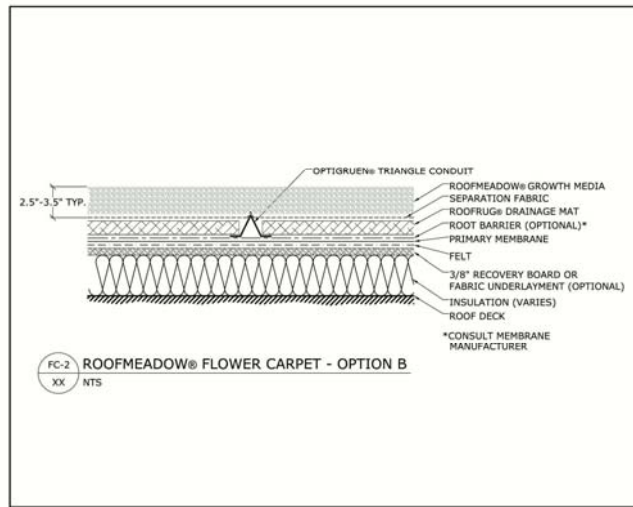 OPTIGRUEN® TRIANGLE CONDUIT
ROOFMEADOW® GROWTH MEDIA
2.5"-3.5" TYP.
SEPARATION FABRIC
ROOFRUG® DRAINAGE MAT
ROOT BARRIER (OPTIONAL)*
PRIMARY MEMBRANE
FELT
3/8" RECOVERY BOARD OR
FABRIC UNDERLAYMENT (OPTIONAL)
INSULATION (VARIES)
ROOF DECK
*CONSULT MEMBRANE
MANUFACTURER
FC-2 ROOFMEADOW® FLOWER CARPET - OPTION B
XX NTS